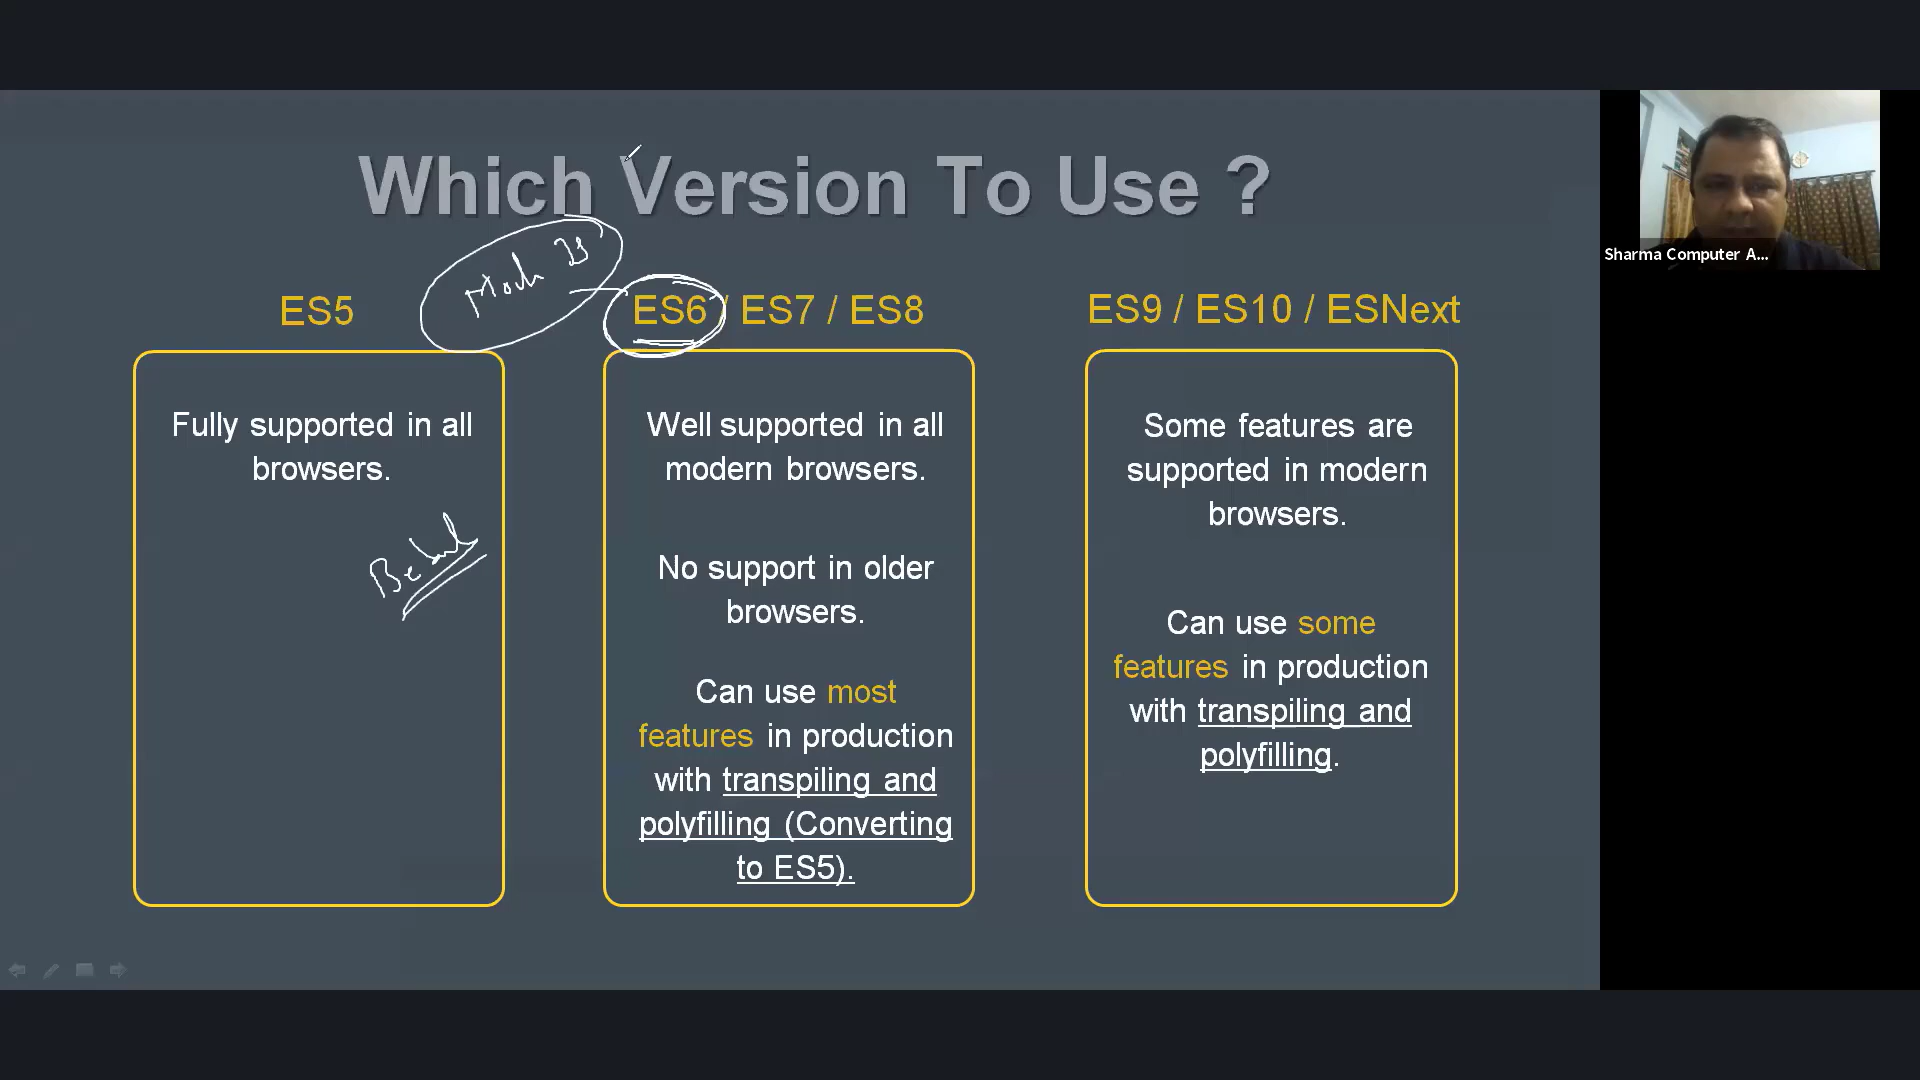 Which Version To Use ?
ES5
Fully supported in all
browsers.
ES6 / ES7 / ES8
Well supported in all
modern browsers.
No support in older
browsers.
Can use most
features in production
with transpiling and
polyfilling (Converting
to ES5).
ES9 / ES10 / ESNext
Some features are
supported in modern
browsers.
Can use some
features in production
with transpiling and
polyfilling.
Sharma Computer A...